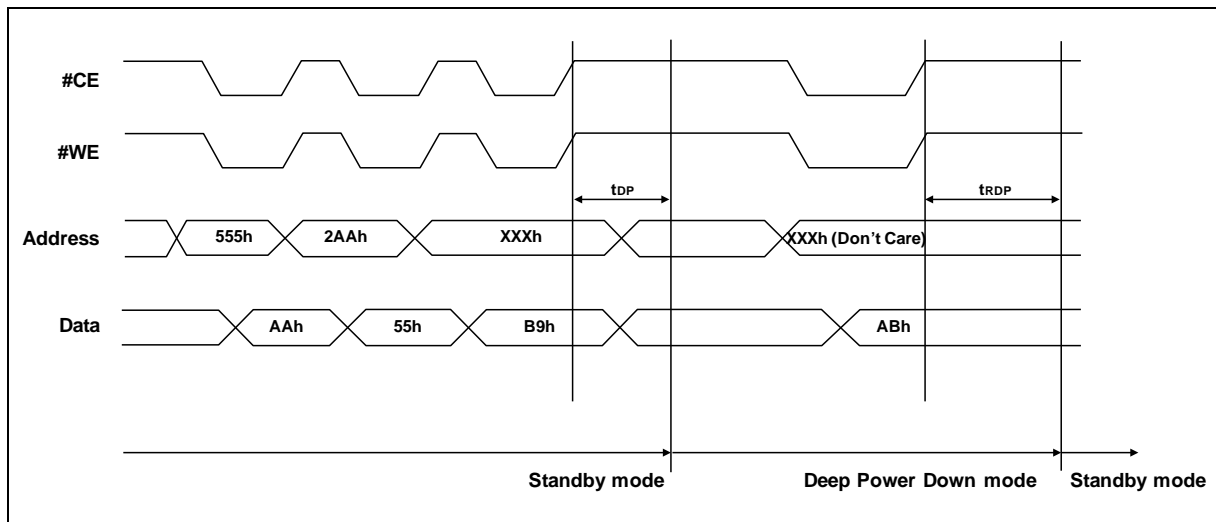 #CE
#WE
tDP
tRDP
Address
555h
2AAh
XXXh
XXXh (Don't Care)
Data
AAh
55h
B9h
ABh
Standby mode
Deep Power Down mode
Standby mode